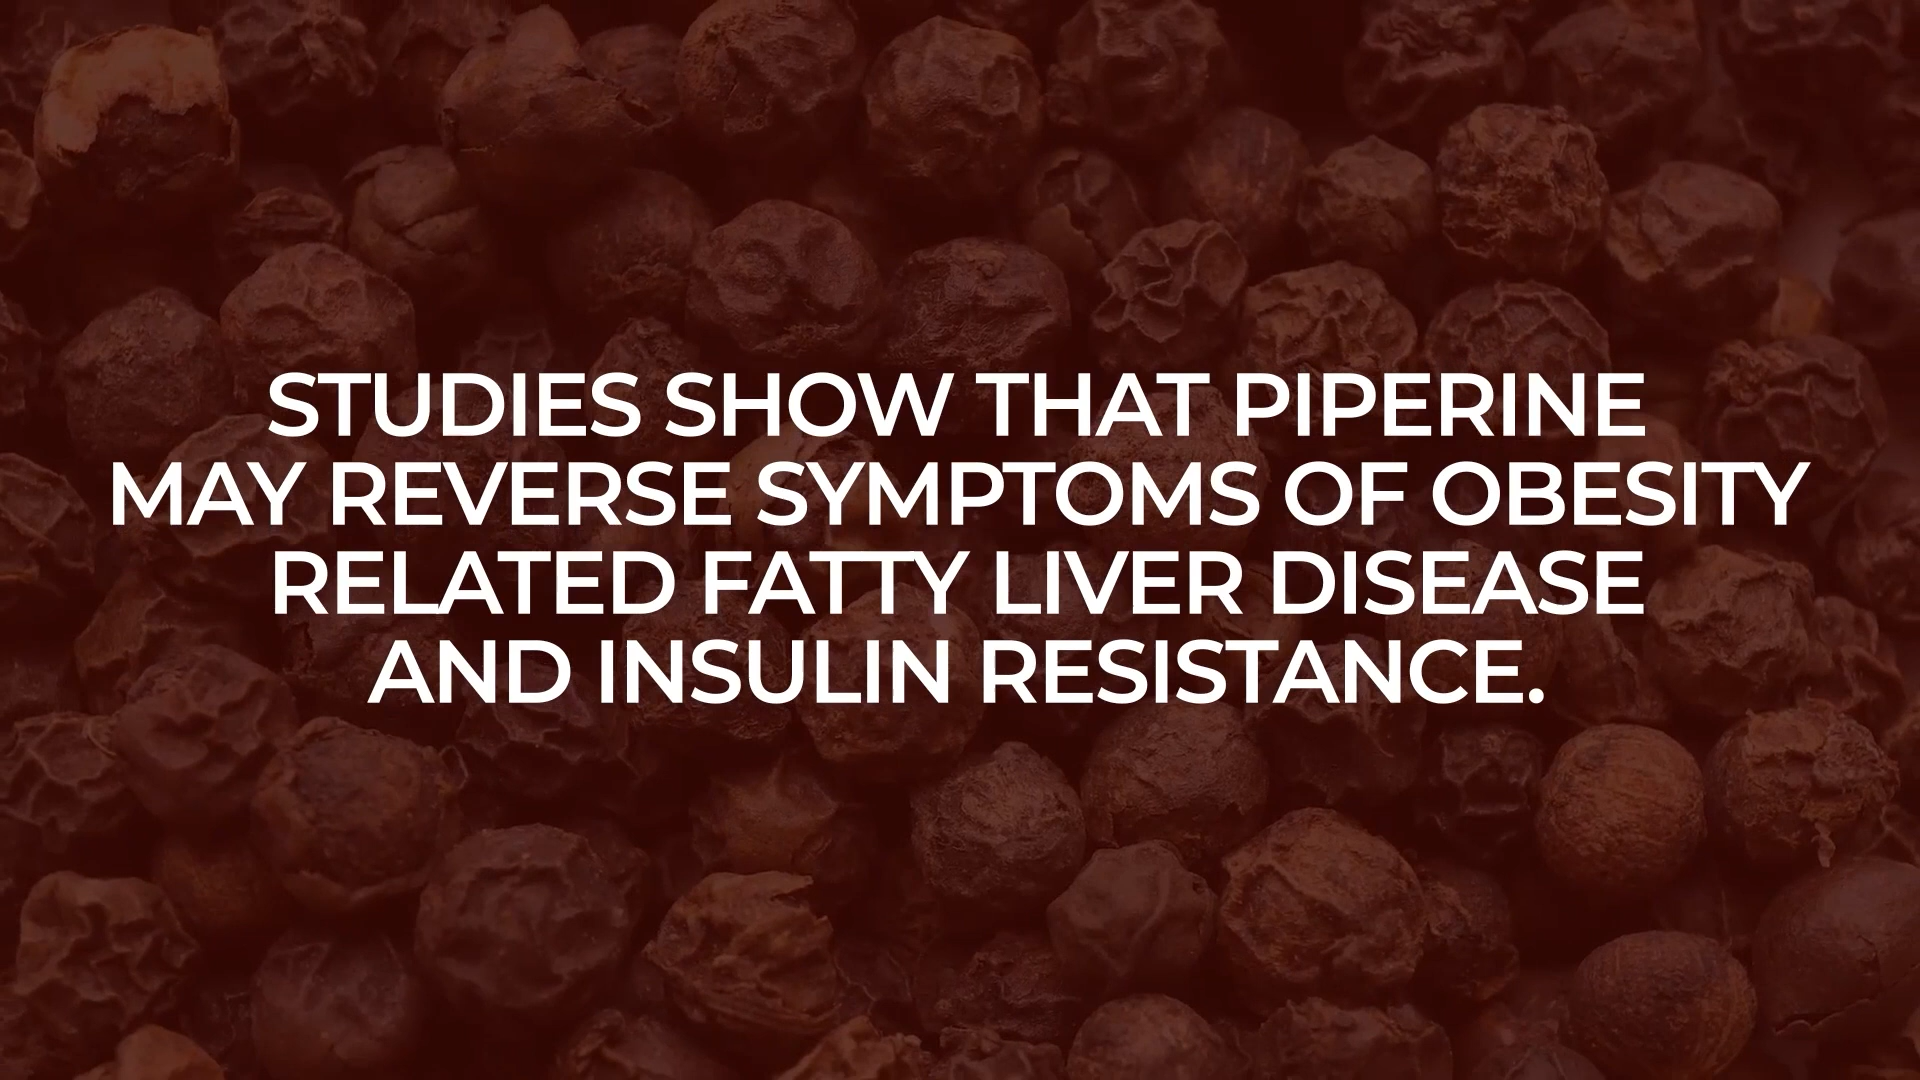 STUDIES SHOW THAT PIPERINE
MAY REVERSE SYMPTOMS OF OBESITY
RELATED FATTY LIVER DISEASE
AND INSULIN RESISTANCE.